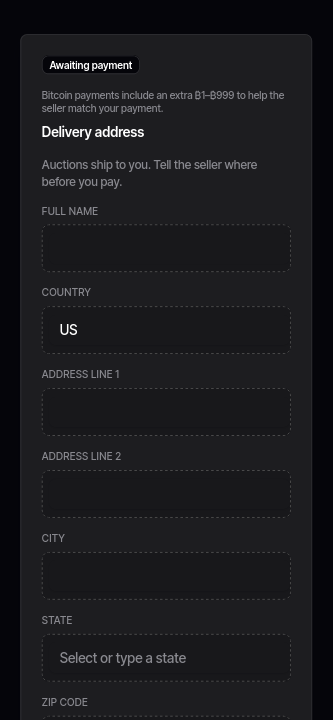 Awaiting payment
Bitcoin payments include an extra ₿1–₿999 to help the
seller match your payment.
Delivery address
Auctions ship to you. Tell the seller where
before you pay.
FULL NAME
COUNTRY
US
ADDRESS LINE 1
ADDRESS LINE 2
CITY
STATE
Select or type a state
ZIP CODE